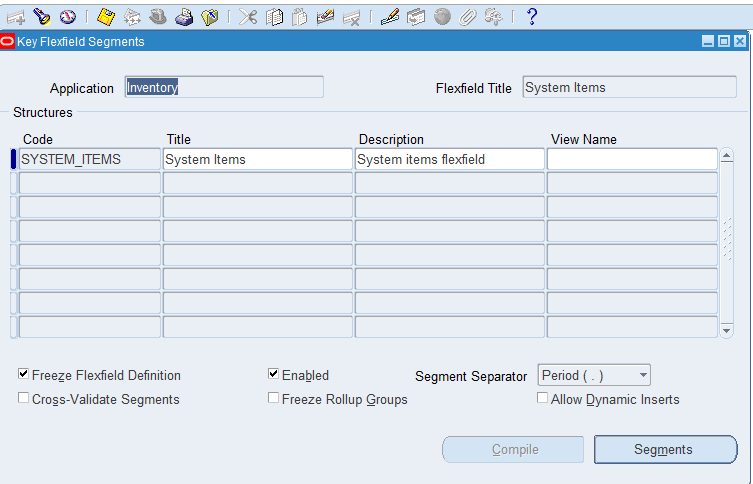 ?
Key Flexfield Segments
Application Inventory Flexfield Title System Items
Structures
Code Title Description View Name
SYSTEM_ITEMS System Items System items flexfield
Freeze Flexfield Definition Enabled Segment Separator Period ( . )
Cross-Validate Segments Freeze Rollup Groups Allow Dynamic Inserts
Compile Segments